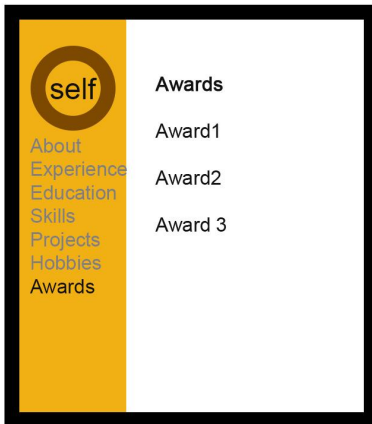 self
About
Experience
Education
Skills
Projects
Hobbies
Awards
Awards
Award1
Award2
Award 3